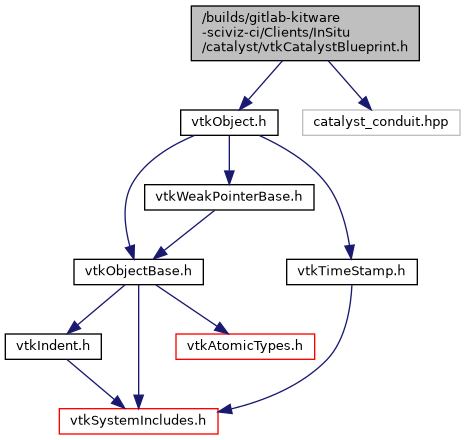 /builds/gitlab-kitware
-sciviz-ci/Clients/InSitu
/catalyst/vtkCatalystBlueprint.h
vtkObject.h
catalyst_conduit.hpp
vtkWeakPointerBase.h
vtkObjectBase.h
vtkTimeStamp.h
vtkIndent.h
vtkAtomicTypes.h
vtkSystemIncludes.h